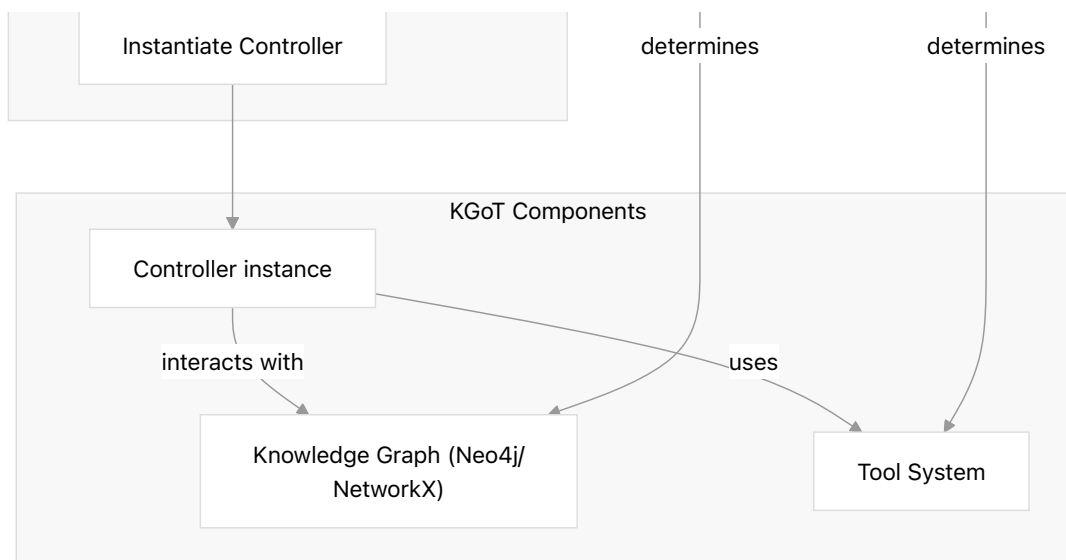 Instantiate Controller
determines
determines
KGoT Components
Controller instance
interacts with
uses
Knowledge Graph (Neo4j/
NetworkX)
Tool System